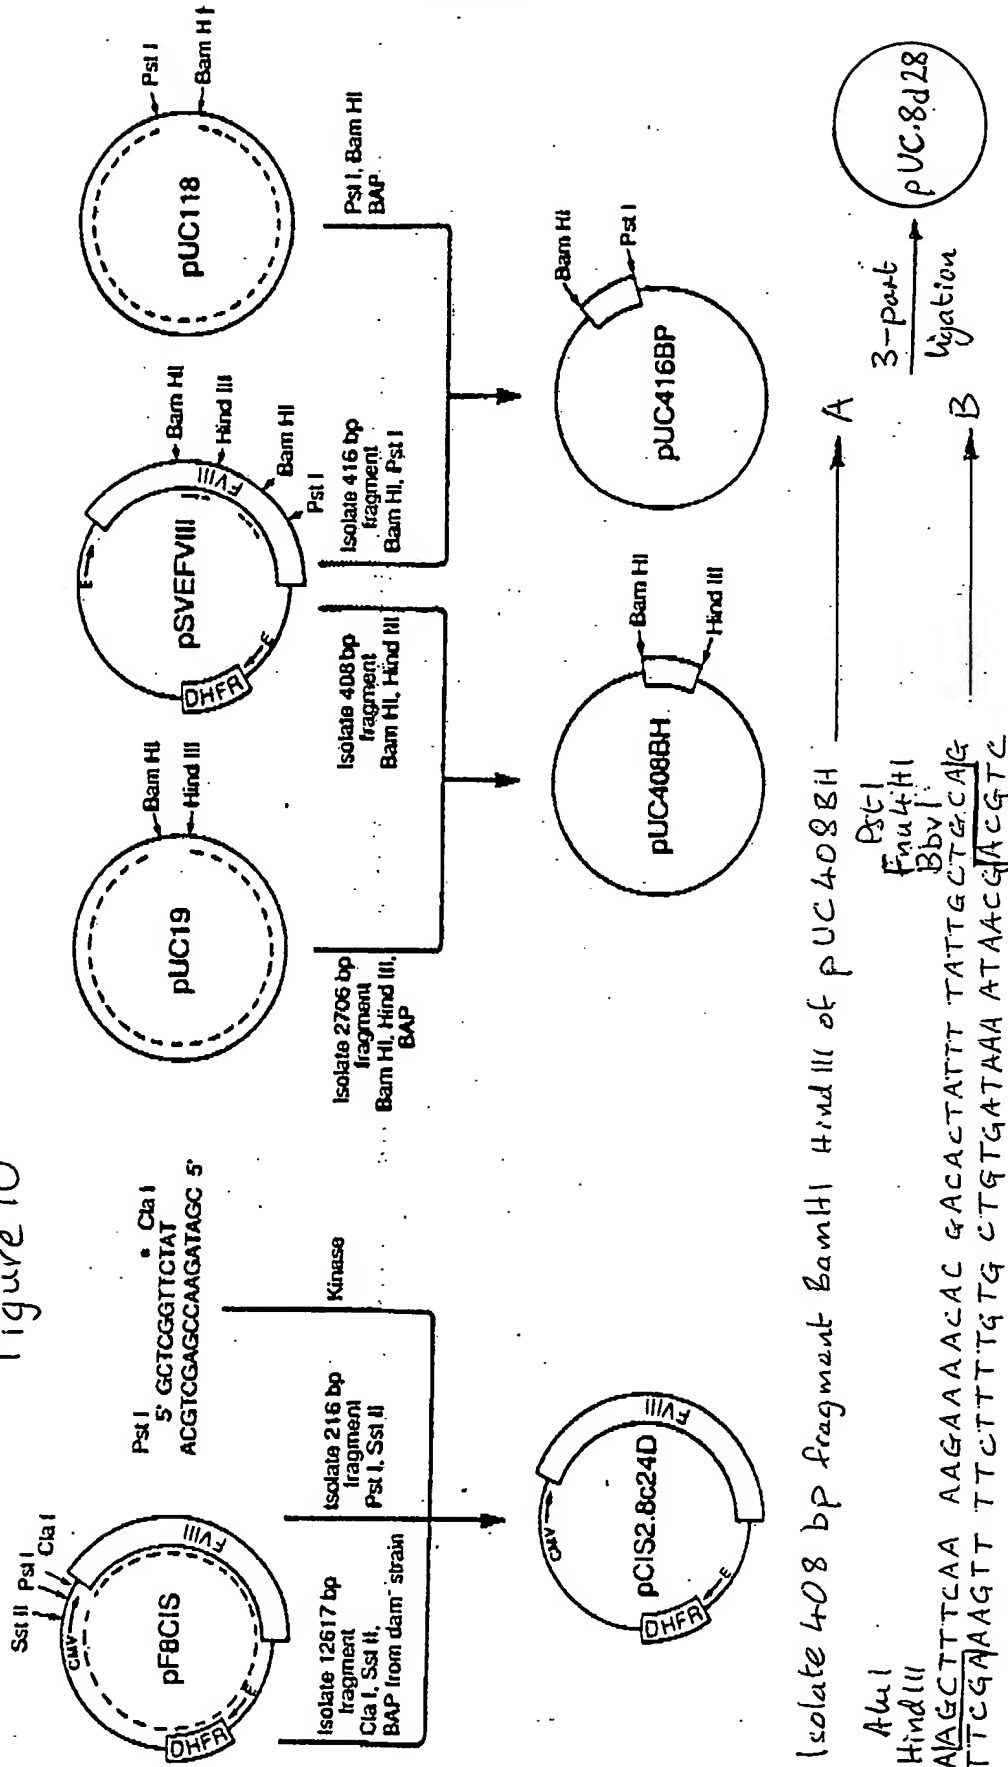 Figure 10
Sst II
Pst I
Cla I
CMV
FVIII
pF8CIS
DHFR
E
Pst I
* Cla I
5' GCTCGGTTCTAT
ACGTCGAGCCAAGATAGC 5'
Isolate 12617 bp
fragment
Cla I, Sst II,
BAP from dam⁻ strain
Isolate 216 bp
fragment
Pst I, Sst II
Kinase
CMV
FVIII
pCIS2.8c24D
DHFR
E
Bam HI
Hind III
pUC19
Isolate 2706 bp
fragment
Bam HI, Hind III,
BAP
E
Bam HI
FVIII
Hind III
Bam HI
Pst I
pSVEFVIII
DHFR
E
Isolate 408 bp
fragment
Bam HI, Hind III
Isolate 416 bp
fragment
Bam HI, Pst I
Pst I
Bam HI
pUC118
Pst I, Bam HI
BAP
Bam HI
Hind III
pUC408BH
Bam HI
Pst I
pUC416BP
Isolate 408 bp fragment BamHI HindIII of pUC408BH
A
Alu I
Hind III
Pst I
Fnu4HI
Bbv I
AAGCTTTCAA AAGAAAACAC GACACTATTT TATTGCTGCAG
TTCGAAAGTT TTCTTTTGTG CTGTGATAAA ATAACGACGTC
B
3-part
ligation
pUC.8d28